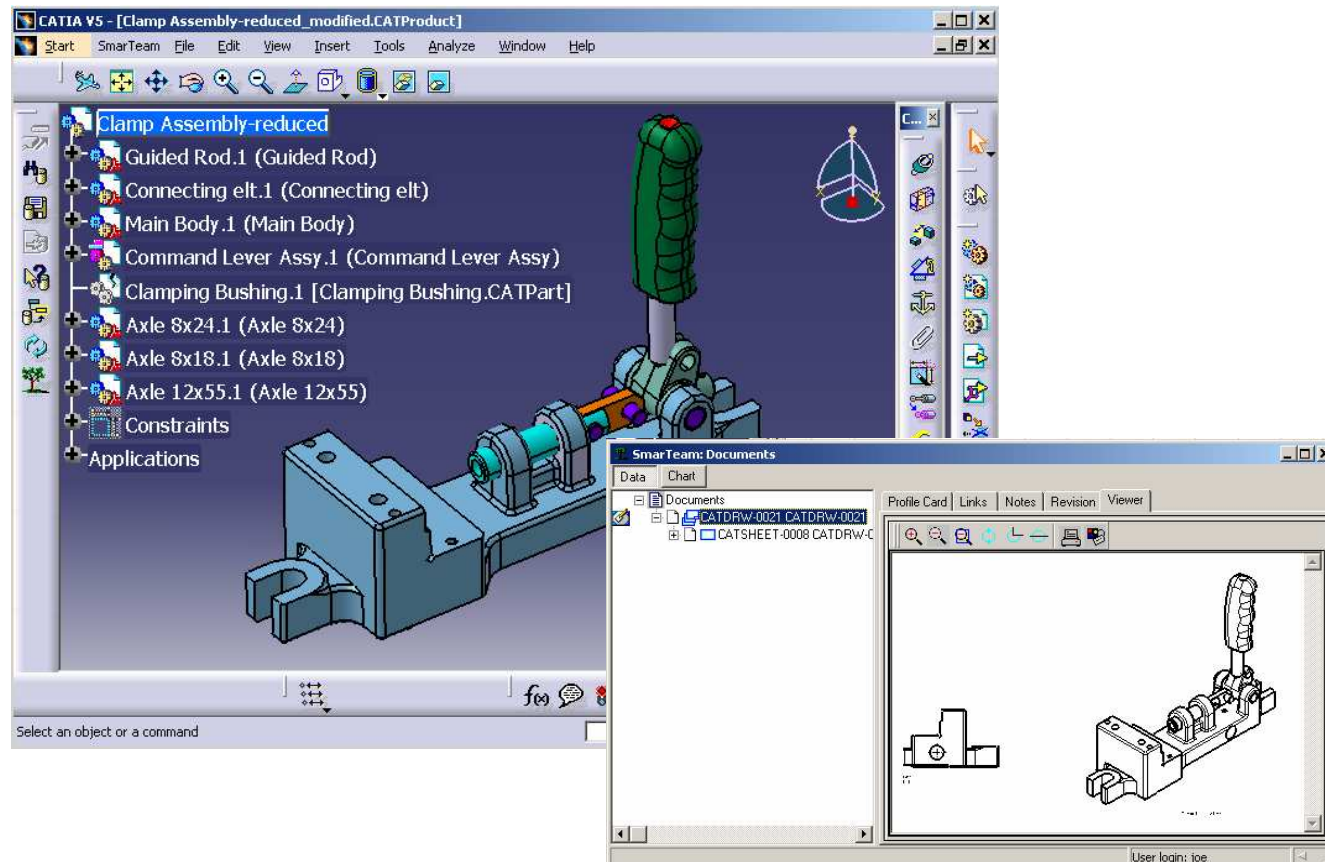 CATIA V5 - [Clamp Assembly-reduced_modified.CATProduct]
Start SmarTeam File Edit View Insert Tools Analyze Window Help
C...
Clamp Assembly-reduced
Guided Rod.1 (Guided Rod)
Connecting elt.1 (Connecting elt)
Main Body.1 (Main Body)
Command Lever Assy.1 (Command Lever Assy)
Clamping Bushing.1 [Clamping Bushing.CATPart]
Axle 8x24.1 (Axle 8x24)
Axle 8x18.1 (Axle 8x18)
Axle 12x55.1 (Axle 12x55)
Constraints
Applications
f(x)
Select an object or a command
SmarTeam: Documents
Data Chart
Documents
CATDRW-0021 CATDRW-0021
CATSHEET-0008 CATDRW-0
Profile Card Links Notes Revision Viewer
User login: joe